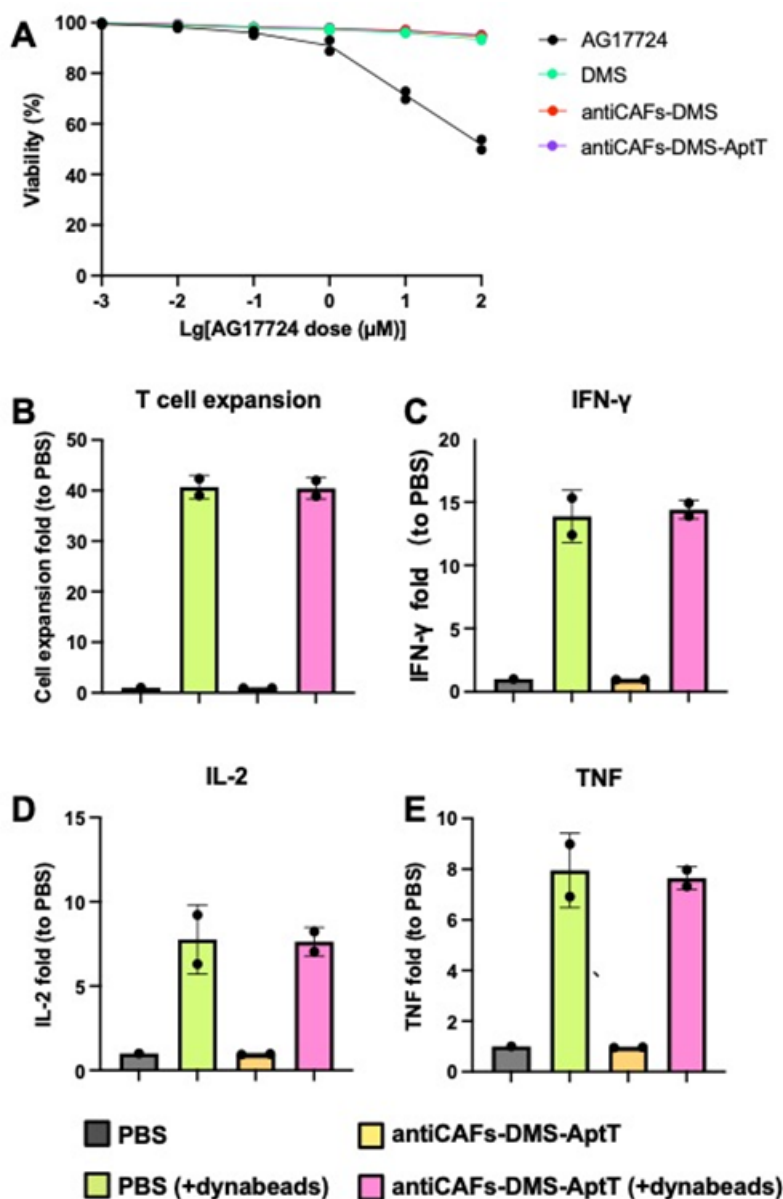 A
100
80
60
40
20
0
Viability (%)
-3 -2 -1 0 1 2
Lg[AG17724 dose (μM)]
AG17724
DMS
antiCAFs-DMS
antiCAFs-DMS-AptT
B
T cell expansion
Cell expansion fold (to PBS)
50
40
30
20
10
0
C
IFN-γ
IFN-γ fold (to PBS)
20
15
10
5
0
D
IL-2
IL-2 fold (to PBS)
15
10
5
0
E
TNF
TNF fold (to PBS)
10
8
6
4
2
0
PBS
antiCAFs-DMS-AptT
PBS (+dynabeads)
antiCAFs-DMS-AptT (+dynabeads)